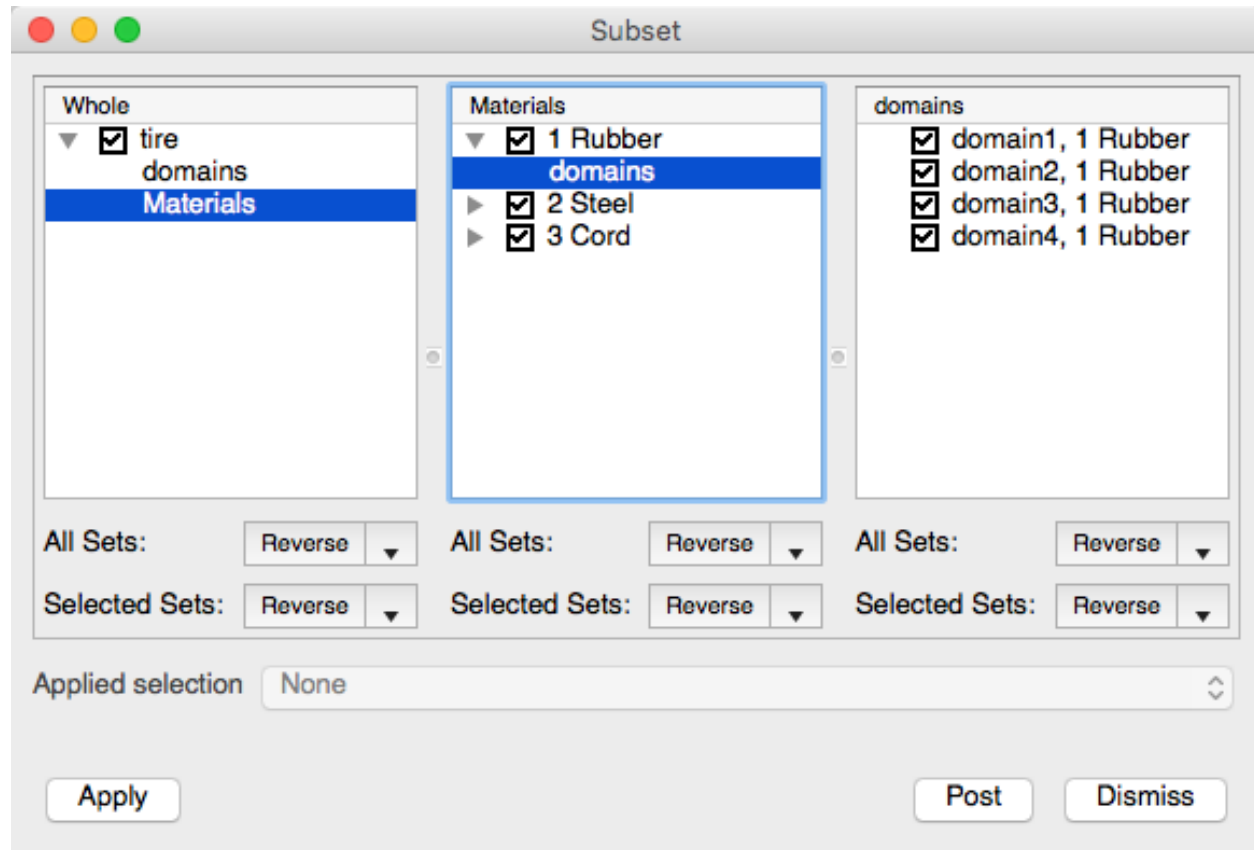 Subset
Whole
tire
domains
Materials
Materials
1 Rubber
domains
2 Steel
3 Cord
domains
domain1, 1 Rubber
domain2, 1 Rubber
domain3, 1 Rubber
domain4, 1 Rubber
All Sets: Reverse
All Sets: Reverse
All Sets: Reverse
Selected Sets: Reverse
Selected Sets: Reverse
Selected Sets: Reverse
Applied selection None
Apply Post Dismiss